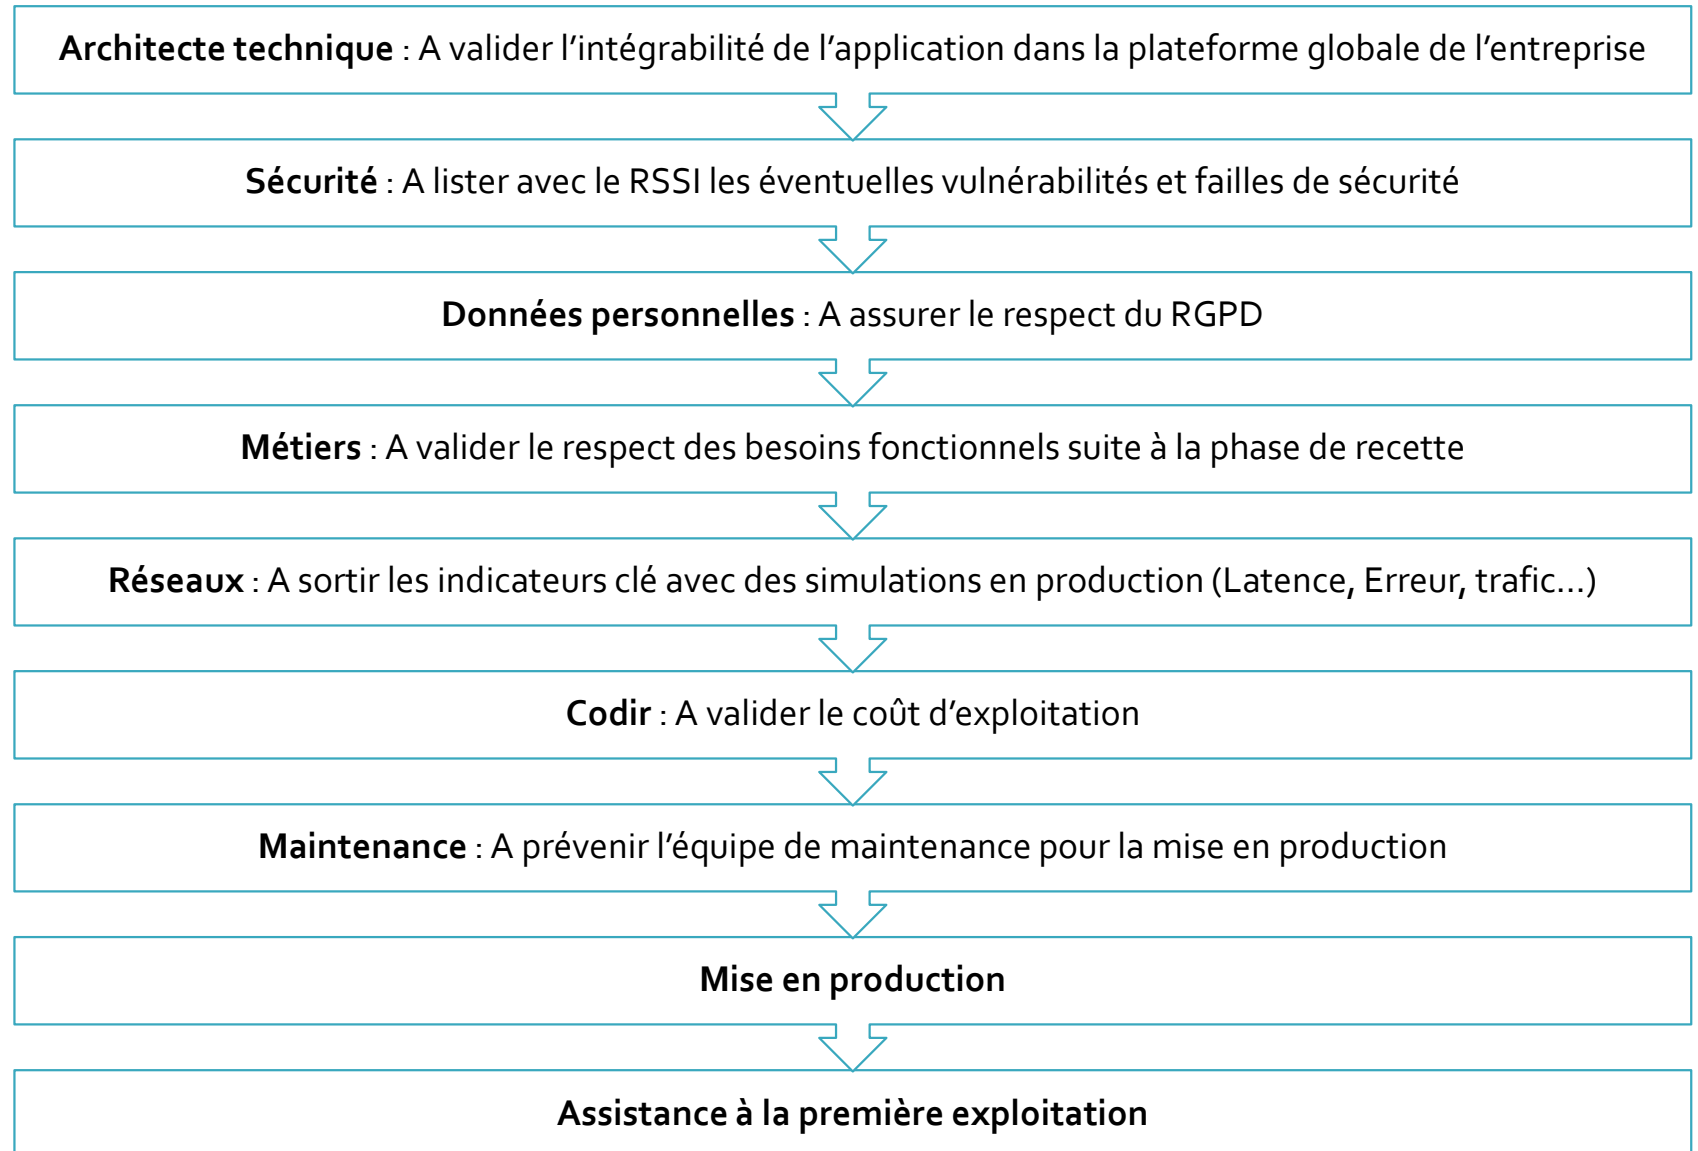 Architecte technique : A valider l’intégrabilité de l’application dans la plateforme globale de l’entreprise
Sécurité : A lister avec le RSSI les éventuelles vulnérabilités et failles de sécurité
Données personnelles : A assurer le respect du RGPD
Métiers : A valider le respect des besoins fonctionnels suite à la phase de recette
Réseaux : A sortir les indicateurs clé avec des simulations en production (Latence, Erreur, trafic…)
Codir : A valider le coût d’exploitation
Maintenance : A prévenir l’équipe de maintenance pour la mise en production
Mise en production
Assistance à la première exploitation